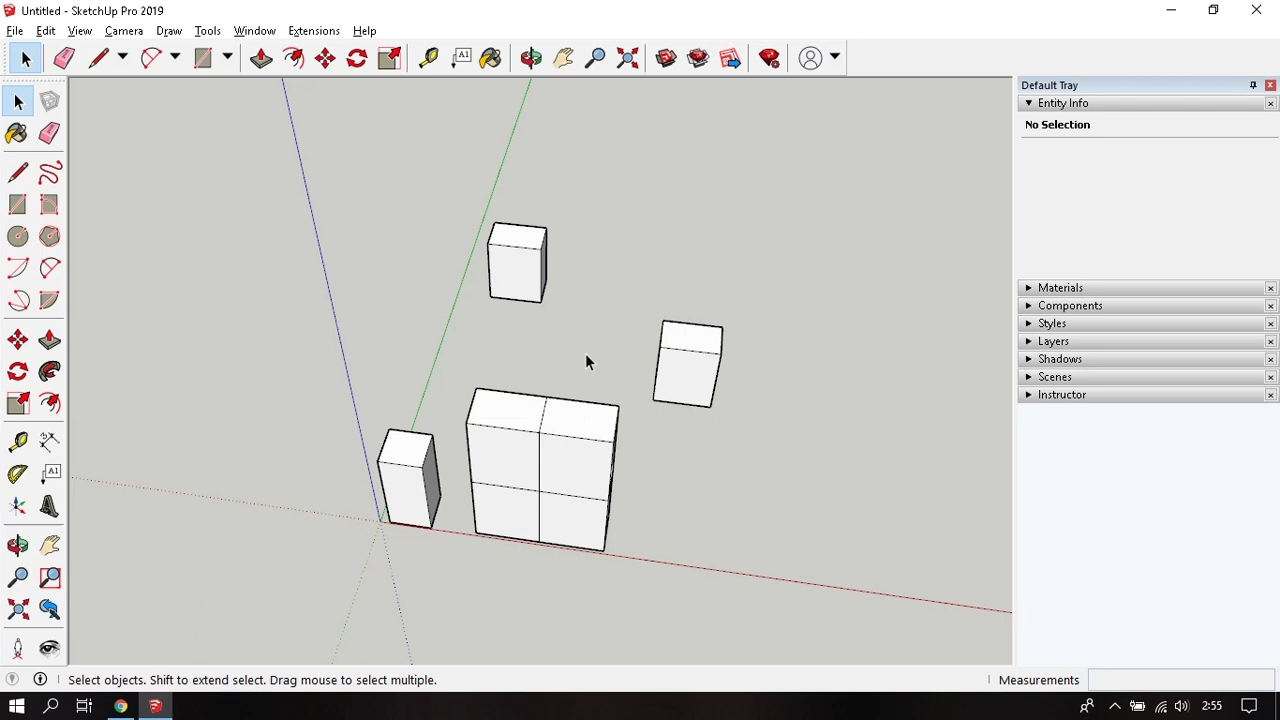 Untitled - SketchUp Pro 2019
File Edit View Camera Draw Tools Window Extensions Help
A1
Default Tray
Entity Info
No Selection
Materials
Components
Styles
Layers
Shadows
Scenes
Instructor
A1
Select objects. Shift to extend select. Drag mouse to select multiple.
Measurements
2:55